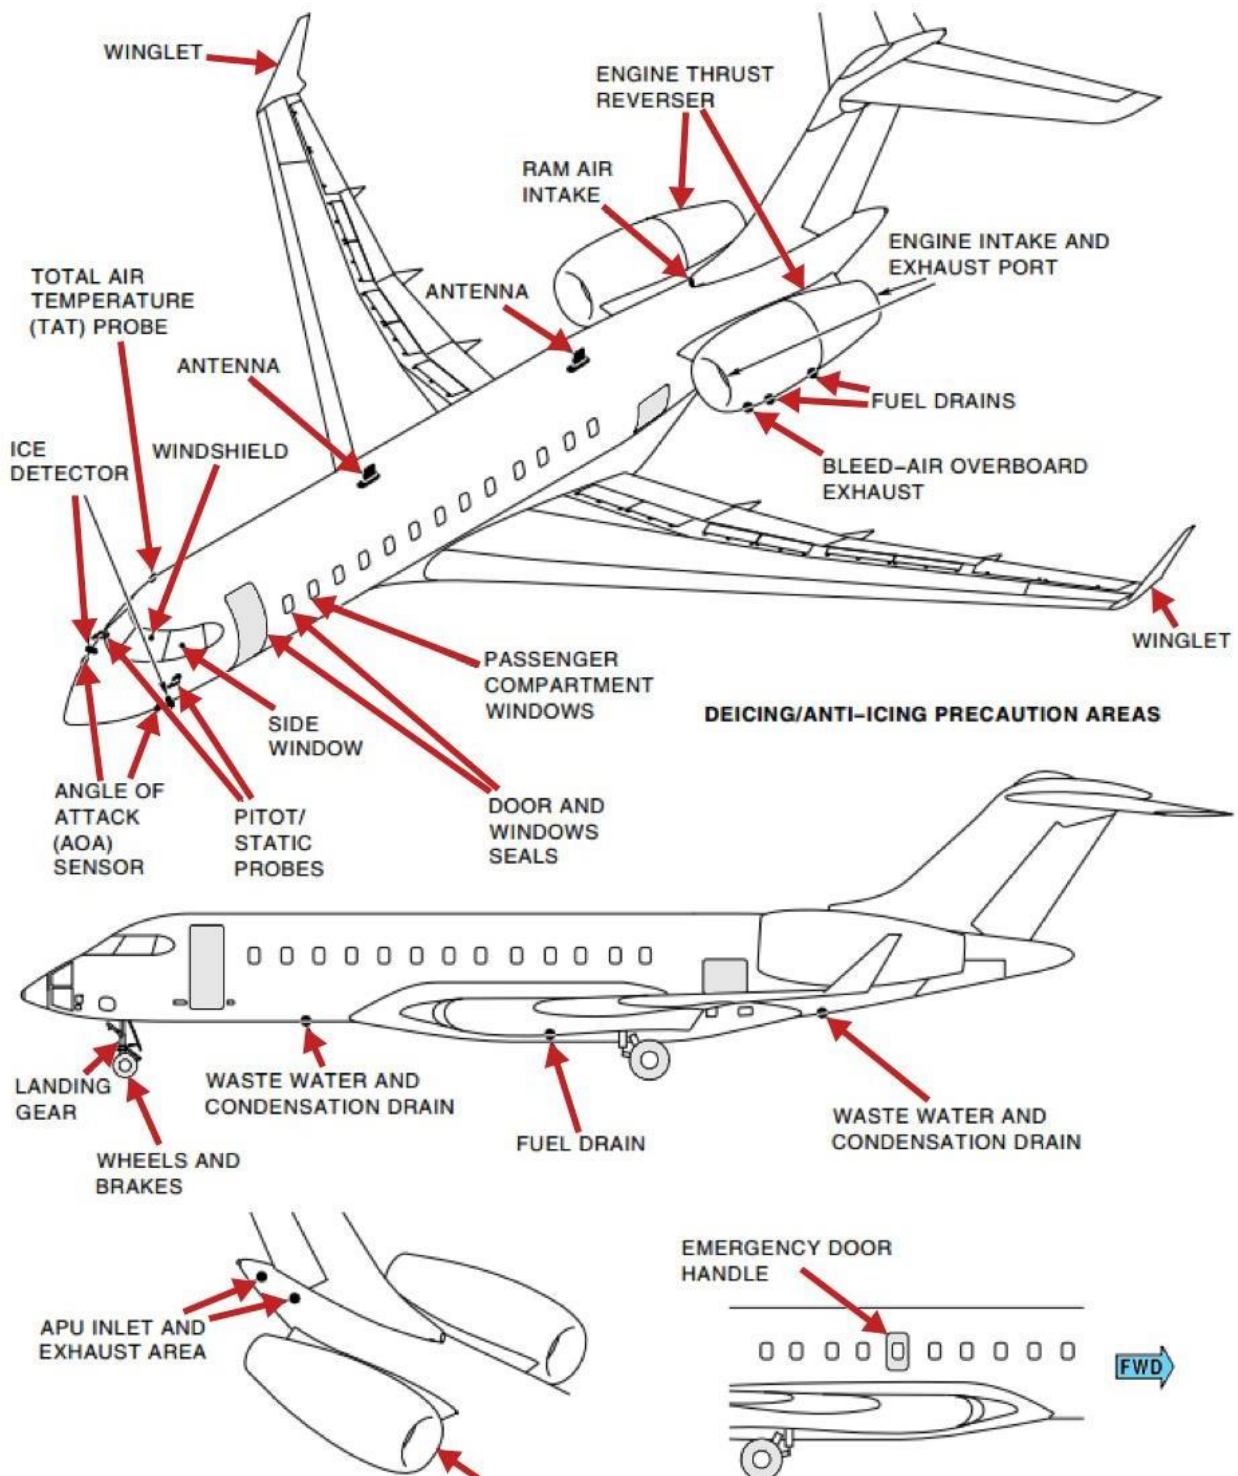 WINGLET
ENGINE THRUST
REVERSER
RAM AIR
INTAKE
ENGINE INTAKE AND
EXHAUST PORT
TOTAL AIR
TEMPERATURE
(TAT) PROBE
ANTENNA
ANTENNA
FUEL DRAINS
ICE
DETECTOR
WINDSHIELD
BLEED–AIR OVERBOARD
EXHAUST
WINGLET
PASSENGER
COMPARTMENT
WINDOWS
SIDE
WINDOW
DEICING/ANTI–ICING PRECAUTION AREAS
ANGLE OF
ATTACK
(AOA)
SENSOR
PITOT/
STATIC
PROBES
DOOR AND
WINDOWS
SEALS
LANDING
GEAR
WASTE WATER AND
CONDENSATION DRAIN
FUEL DRAIN
WASTE WATER AND
CONDENSATION DRAIN
WHEELS AND
BRAKES
EMERGENCY DOOR
HANDLE
APU INLET AND
EXHAUST AREA
FWD